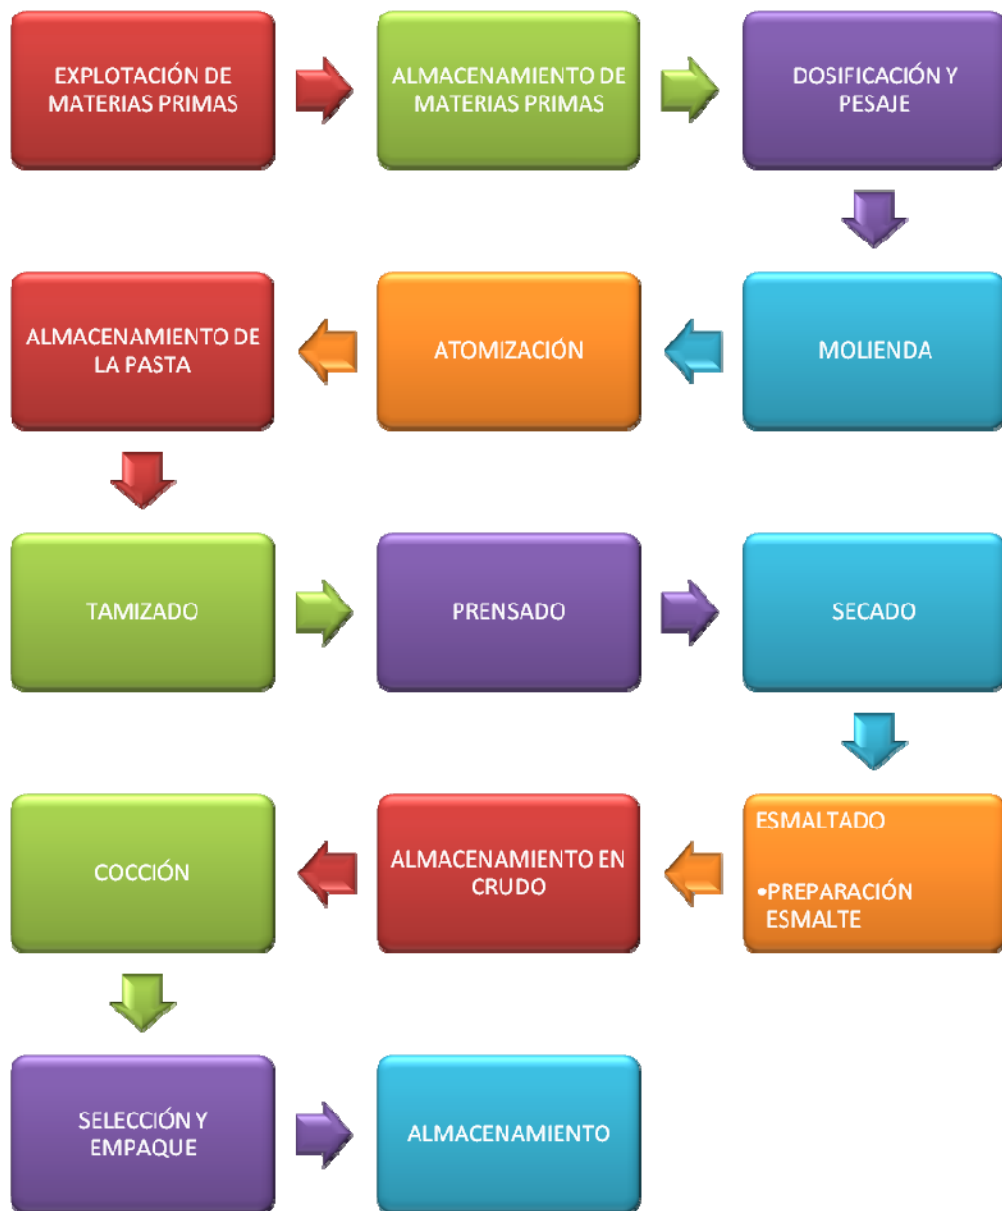 EXPLOTACIÓN DE
MATERIAS PRIMAS
ALMACENAMIENTO DE
MATERIAS PRIMAS
DOSIFICACIÓN Y
PESAJE
MOLIENDA
ATOMIZACIÓN
ALMACENAMIENTO DE
LA PASTA
TAMIZADO
PRENSADO
SECADO
ESMALTADO
•PREPARACIÓN
ESMALTE
ALMACENAMIENTO EN
CRUDO
COCCIÓN
SELECCIÓN Y
EMPAQUE
ALMACENAMIENTO